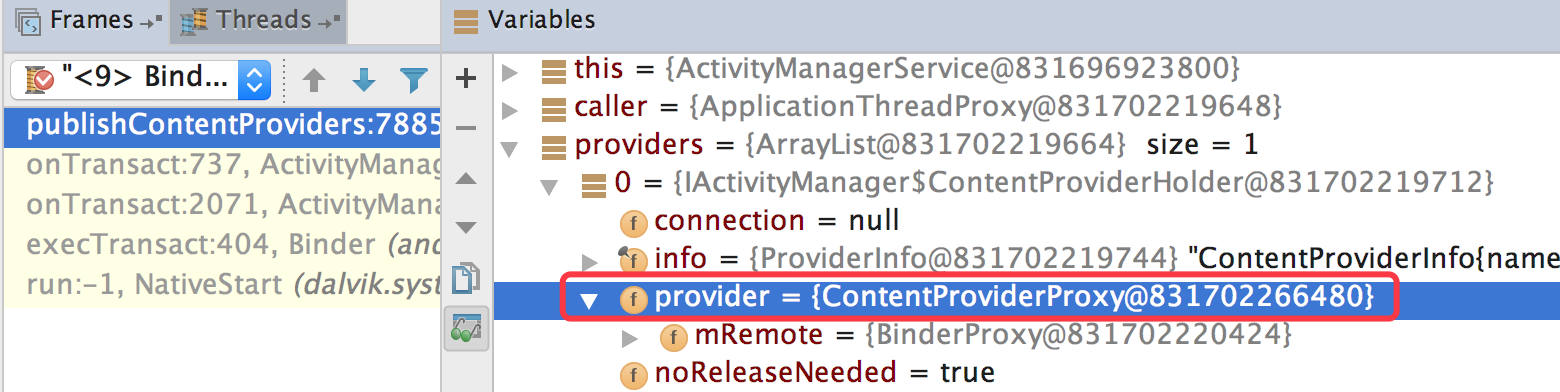 Frames
Threads
Variables
"<9> Bind...
publishContentProviders:7885
onTransact:737, ActivityManag
onTransact:2071, ActivityMana
execTransact:404, Binder (and
run:-1, NativeStart (dalvik.syst
this = {ActivityManagerService@831696923800}
caller = {ApplicationThreadProxy@831702219648}
providers = {ArrayList@831702219664} size = 1
0 = {IActivityManager$ContentProviderHolder@831702219712}
connection = null
info = {ProviderInfo@831702219744} "ContentProviderInfo{name
provider = {ContentProviderProxy@831702266480}
mRemote = {BinderProxy@831702220424}
noReleaseNeeded = true